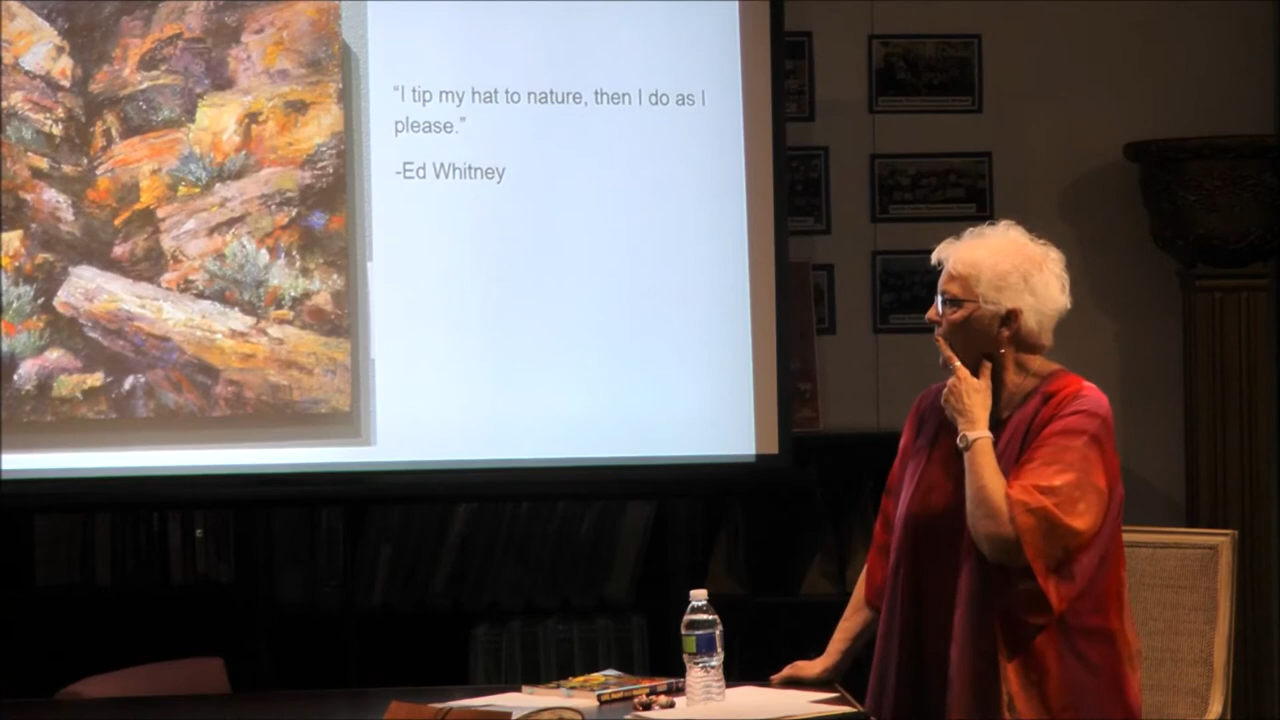 “I tip my hat to nature, then I do as I
please.”
-Ed Whitney